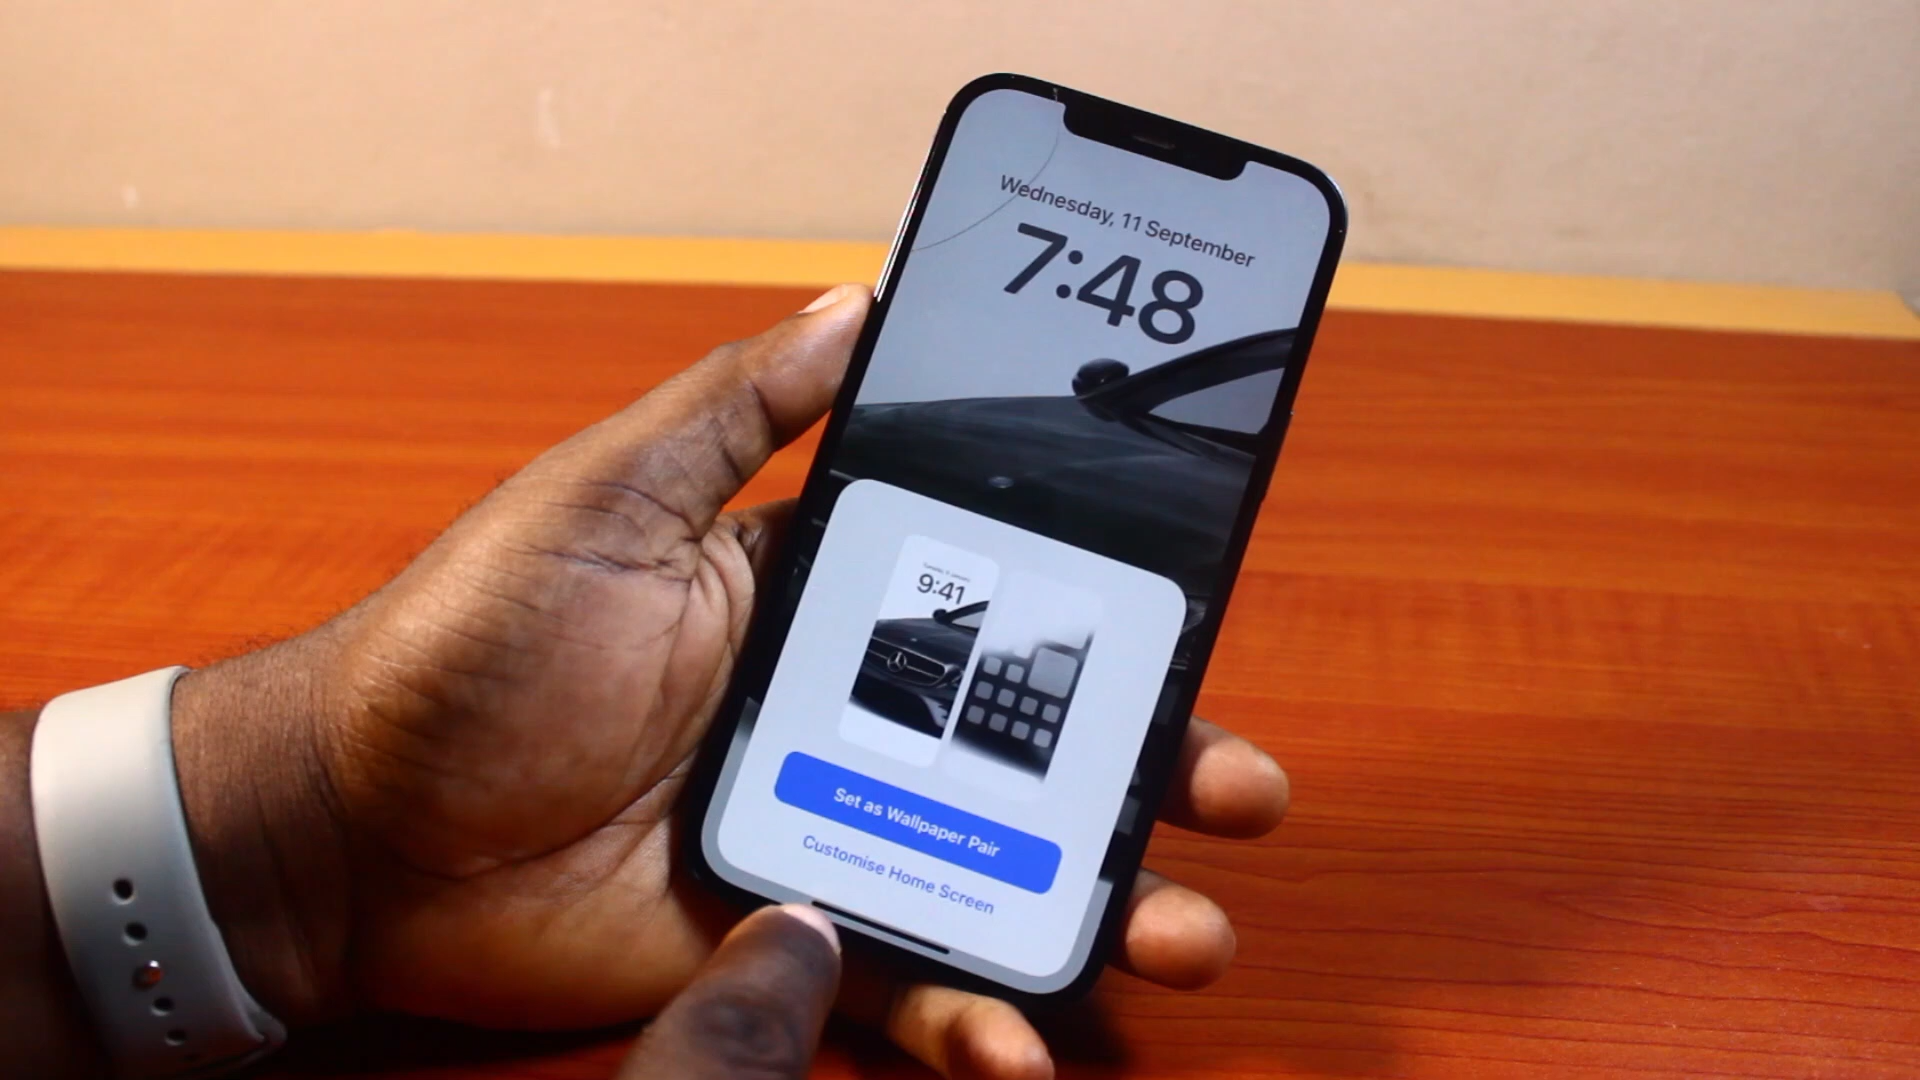 Wednesday, 11 September
7:48
9:41
Set as Wallpaper Pair
Customise Home Screen